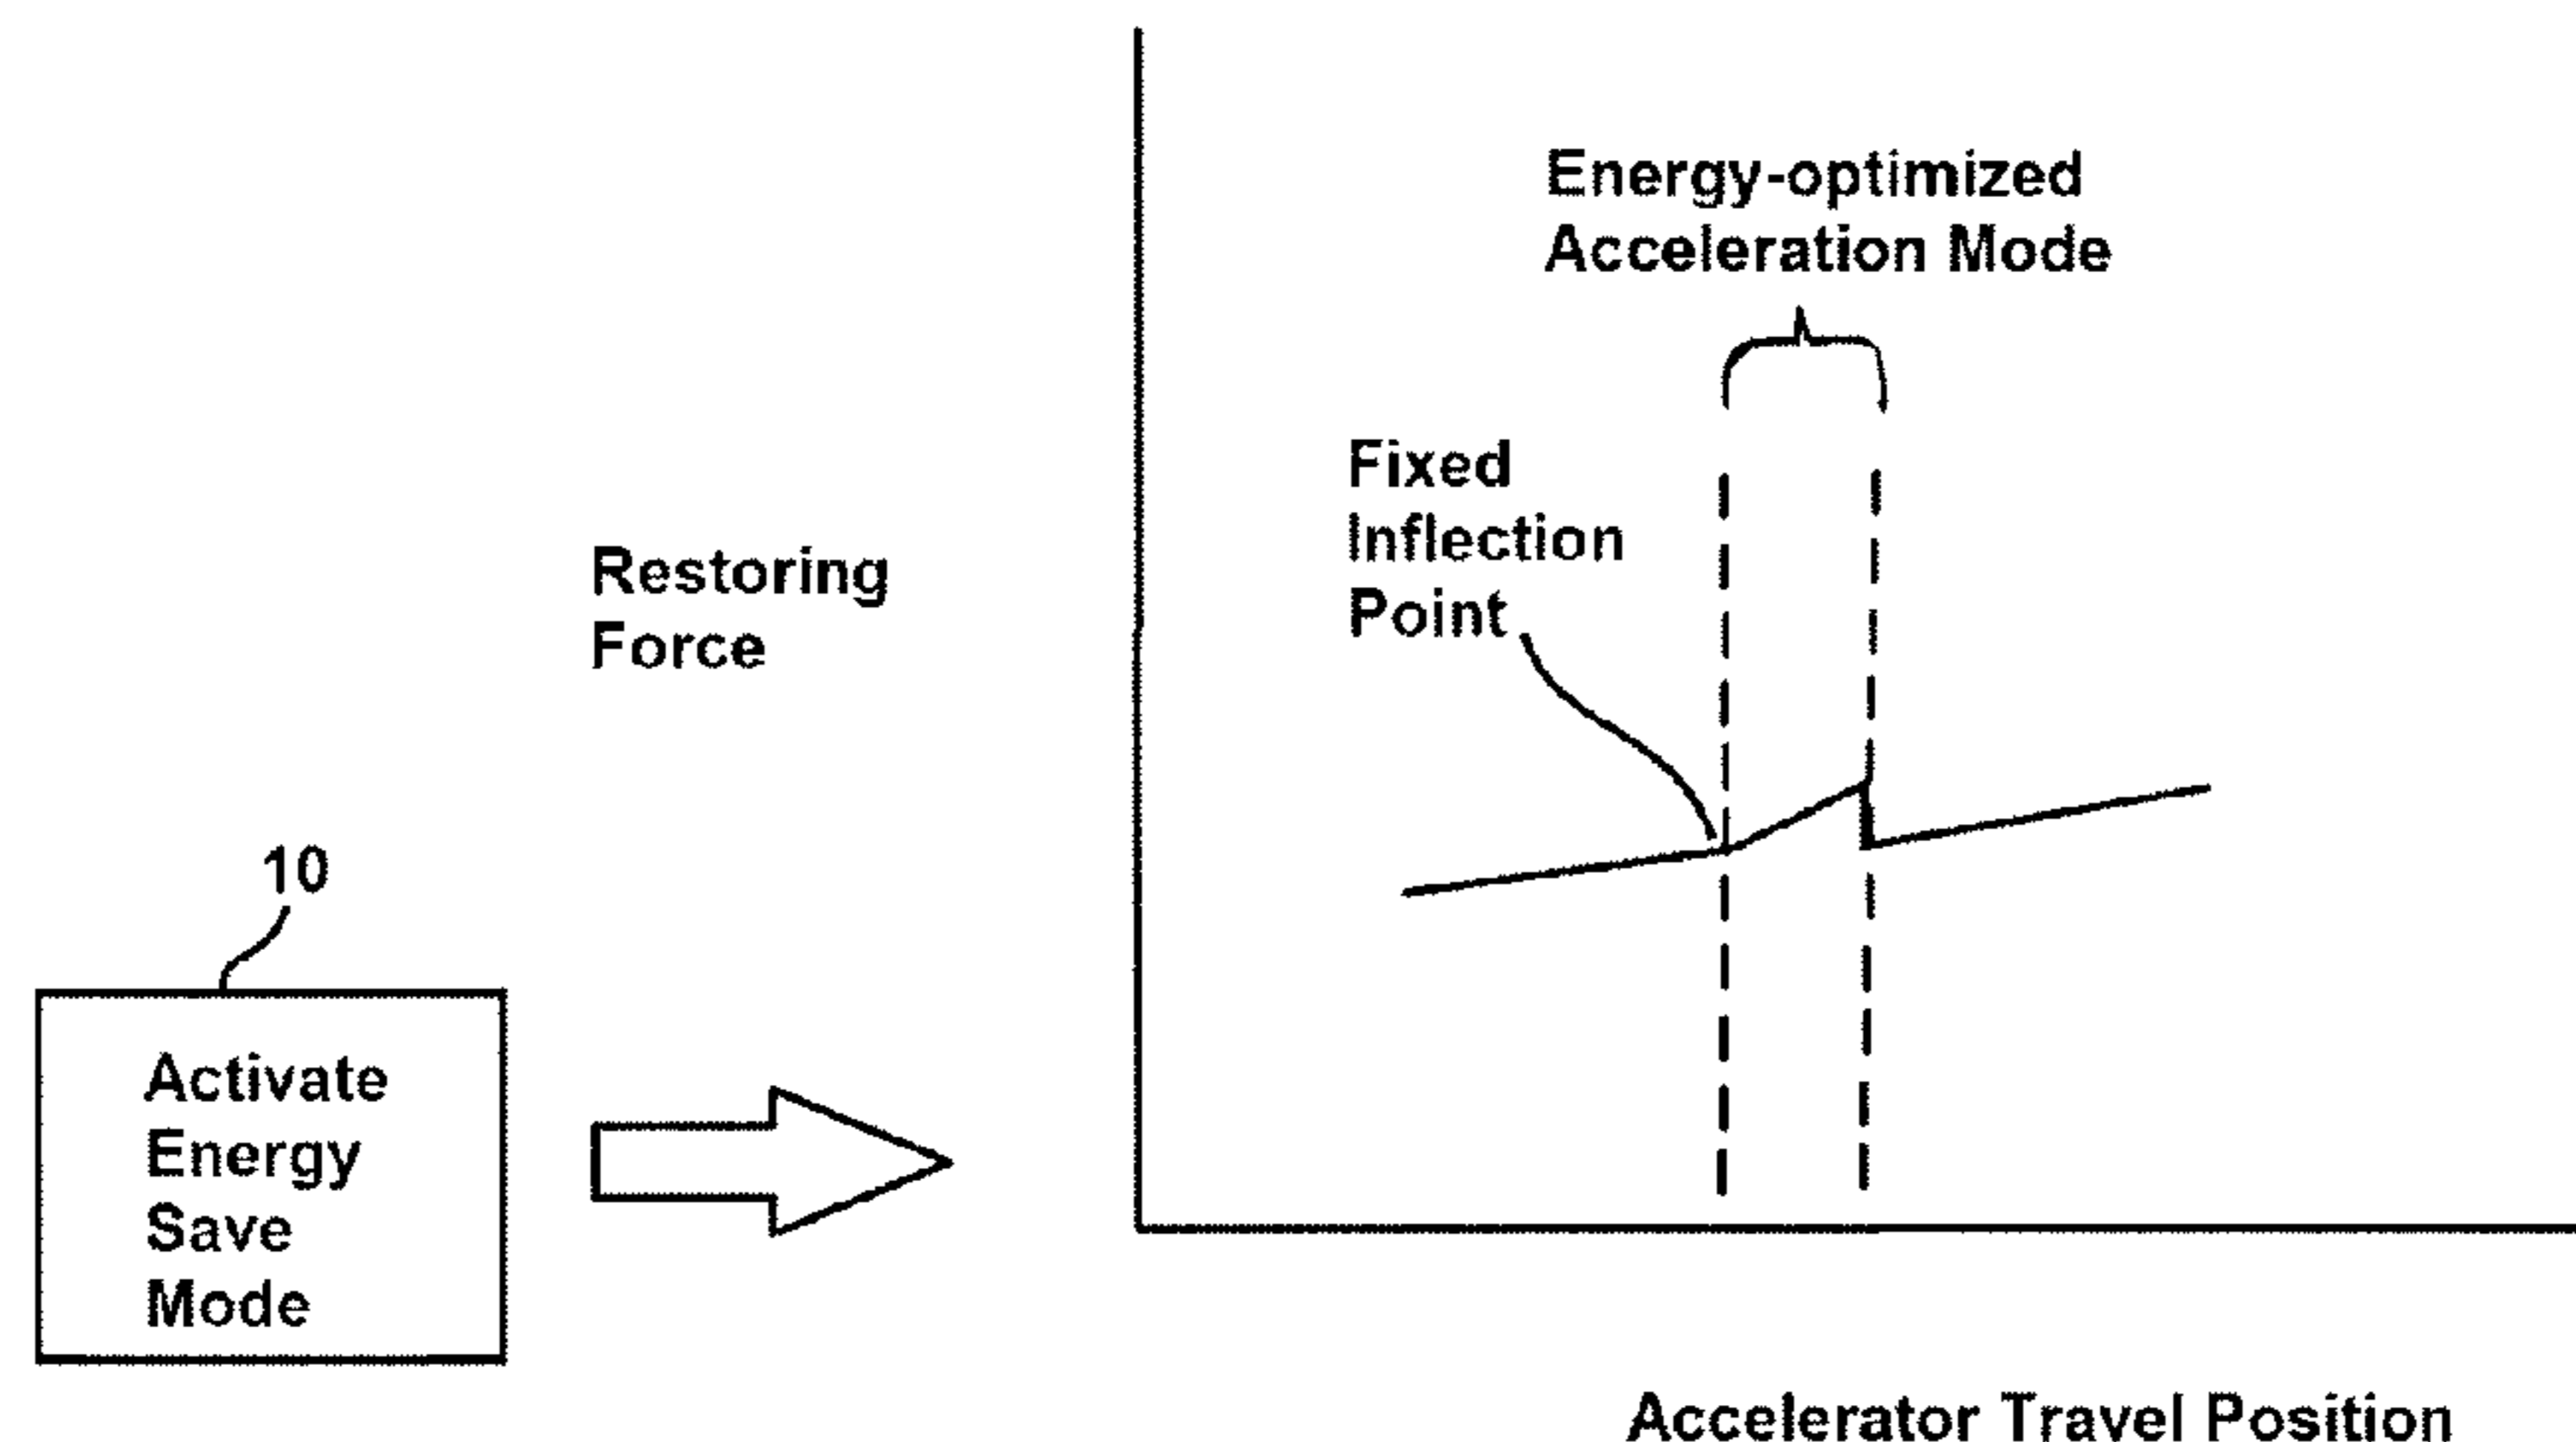 Energy-optimized
Acceleration Mode
Fixed
Inflection
Point
Restoring
Force
10
Activate
Energy
Save
Mode
Accelerator Travel Position